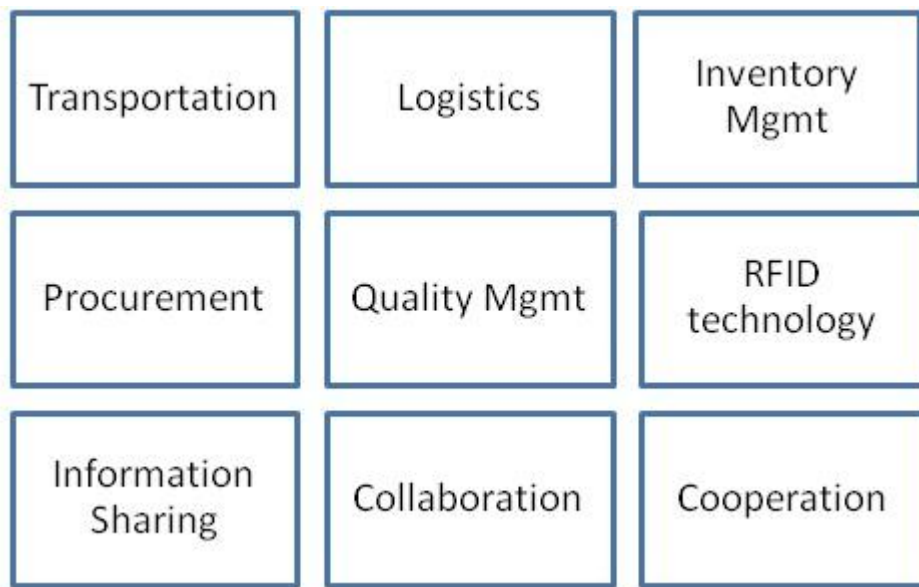 Transportation
Logistics
Inventory
Mgmt
Procurement
Quality Mgmt
RFID
technology
Information
Sharing
Collaboration
Cooperation